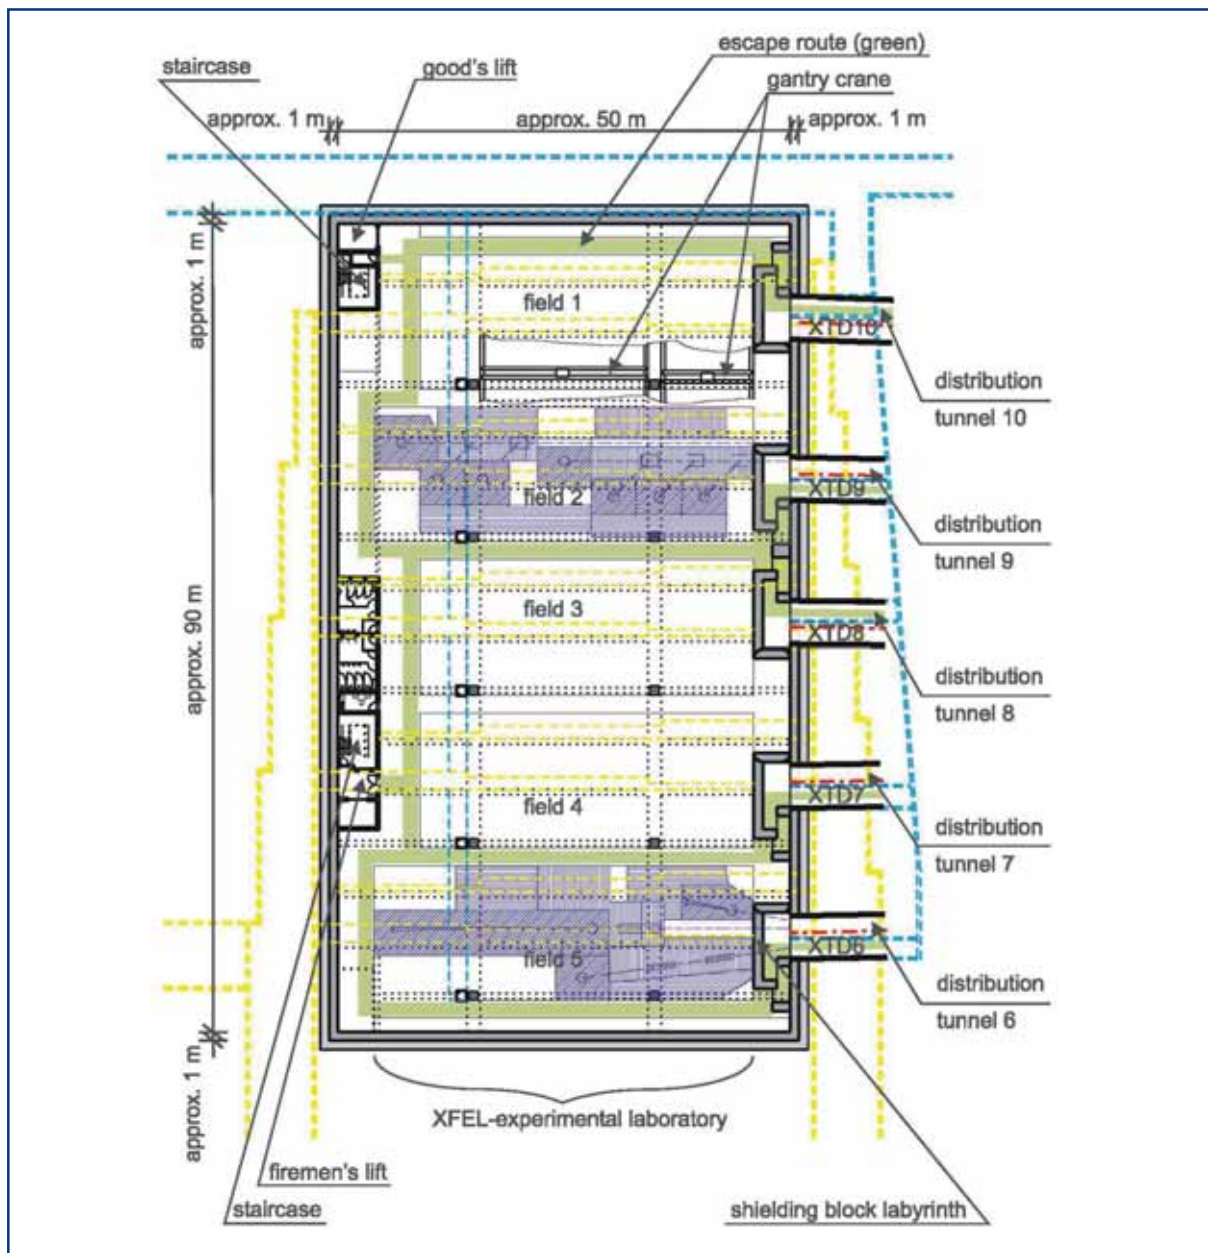 escape route (green)
staircase
good's lift
gantry crane
approx. 1 m
approx. 50 m
approx. 1 m
approx. 1 m
field 1
XTD10
distribution
tunnel 10
field 2
XTD9
distribution
tunnel 9
approx. 90 m
field 3
XTD8
distribution
tunnel 8
field 4
XTD7
distribution
tunnel 7
field 5
XTD6
distribution
tunnel 6
approx. 1 m
XFEL-experimental laboratory
firemen's lift
staircase
shielding block labyrinth